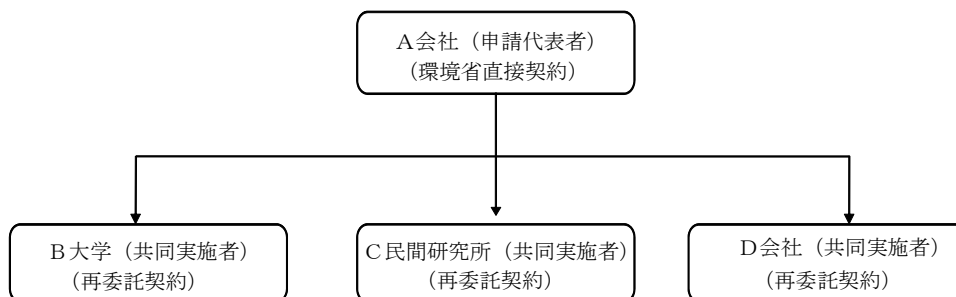 A会社（申請代表者）
（環境省直接契約）
B大学（共同実施者）
（再委託契約）
C民間研究所（共同実施者）
（再委託契約）
D会社（共同実施者）
（再委託契約）